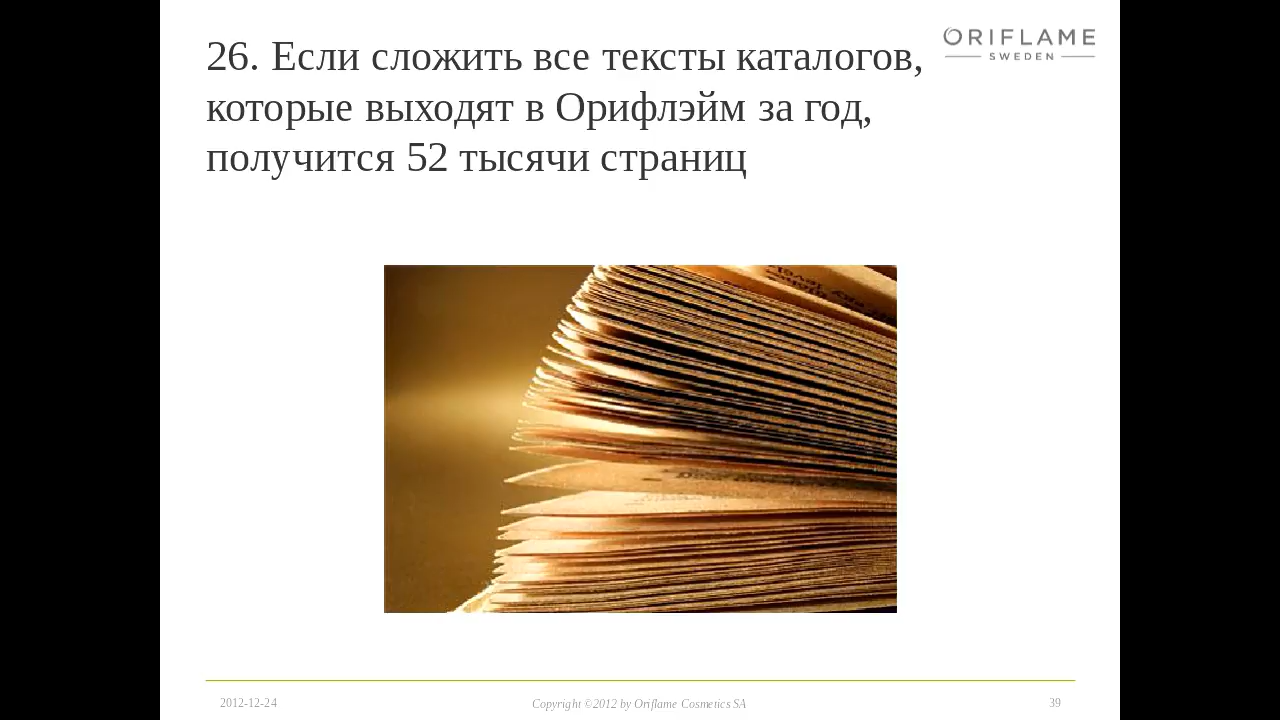 26. Если сложить все тексты каталогов,
которые выходят в Орифлэйм за год,
получится 52 тысячи страниц
ORIFLAME
SWEDEN
2012-12-24
Copyright ©2012 by Oriflame Cosmetics SA
39